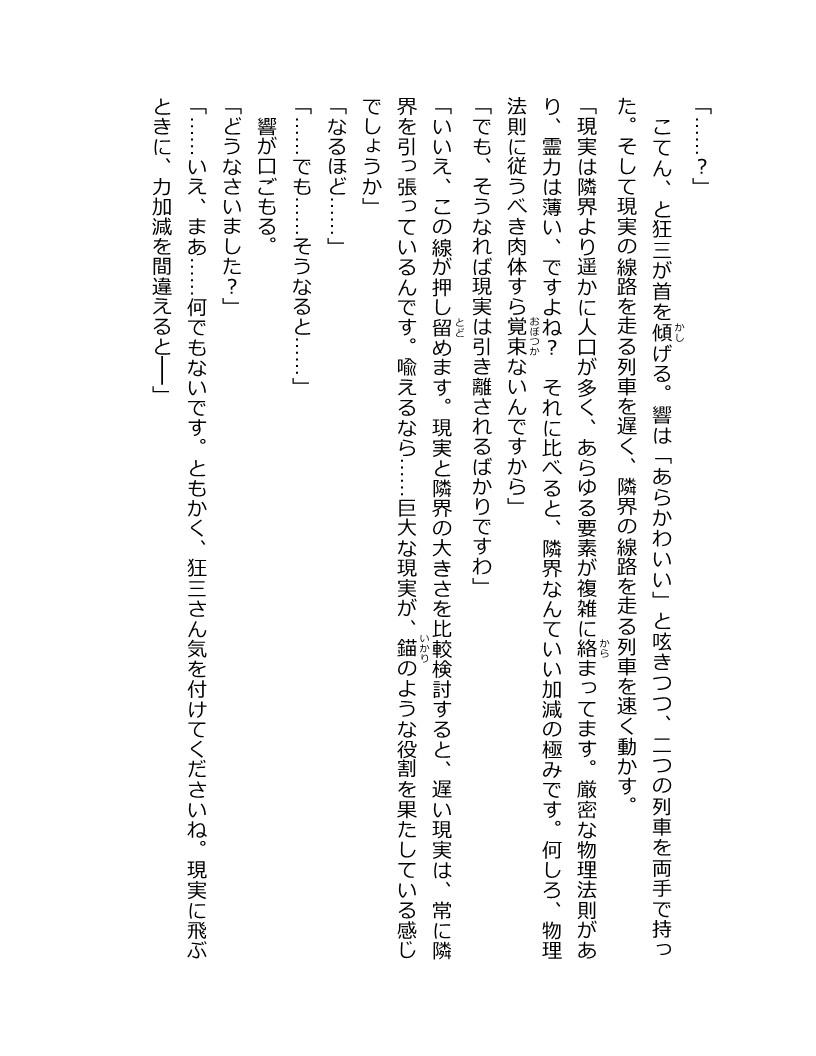 「……？」
　こてん、と狂三が首を傾げる。響は「あらかわいい」と呟きつつ、二つの列車を両手で持っ
た。そして現実の線路を走る列車を遅く、隣界の線路を走る列車を速く動かす。
「現実は隣界より遥かに人口が多く、あらゆる要素が複雑に絡まってます。厳密な物理法則があ
り、霊力は薄い、ですよね？　それに比べると、隣界なんていい加減の極みです。何しろ、物理
法則に従うべき肉体すら覚束ないんですから」
「でも、そうなれば現実は引き離されるばかりですわ」
「いいえ、この線が押し留めます。現実と隣界の大きさを比較検討すると、遅い現実は、常に隣
界を引っ張っているんです。喩えるなら……巨大な現実が、錨のような役割を果たしている感じ
でしょうか」
「なるほど……」
「……でも……そうなると……」
　響が口ごもる。
「どうなさいました？」
「……いえ、まあ……何でもないです。ともかく、狂三さん気を付けてくださいね。現実に飛ぶ
ときに、力加減を間違えると――」